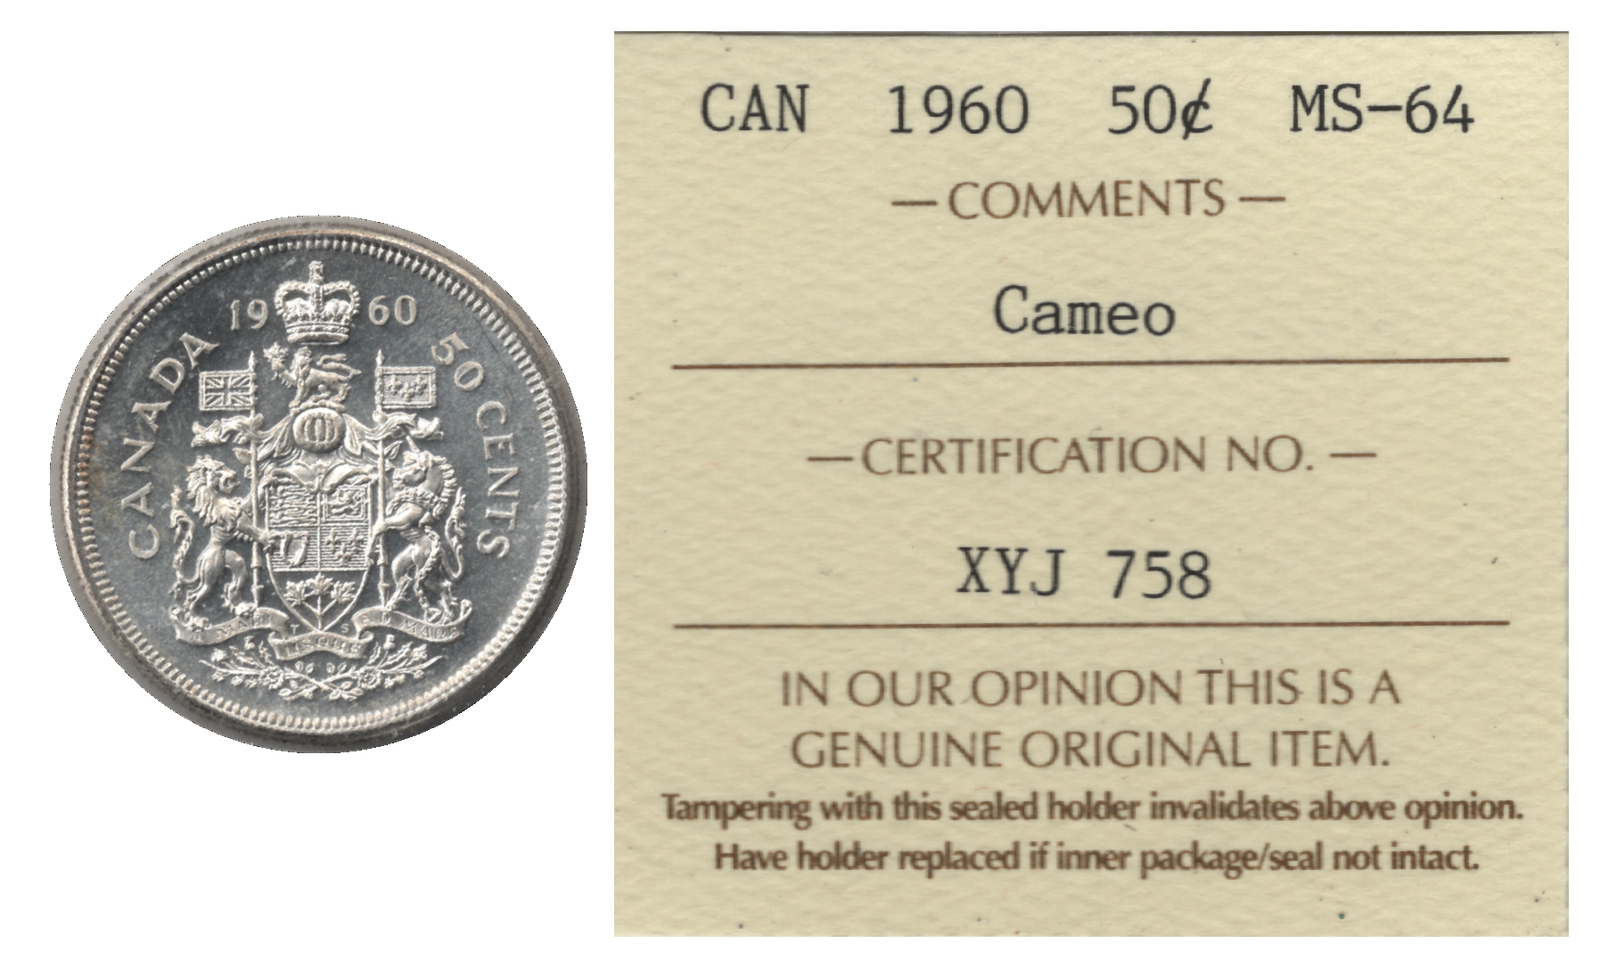 19 60
CANADA
50 CENTS
CAN 1960 50¢ MS-64
— COMMENTS —
Cameo
— CERTIFICATION NO. —
XYJ 758
IN OUR OPINION THIS IS A
GENUINE ORIGINAL ITEM.
Tampering with this sealed holder invalidates above opinion.
Have holder replaced if inner package/seal not intact.